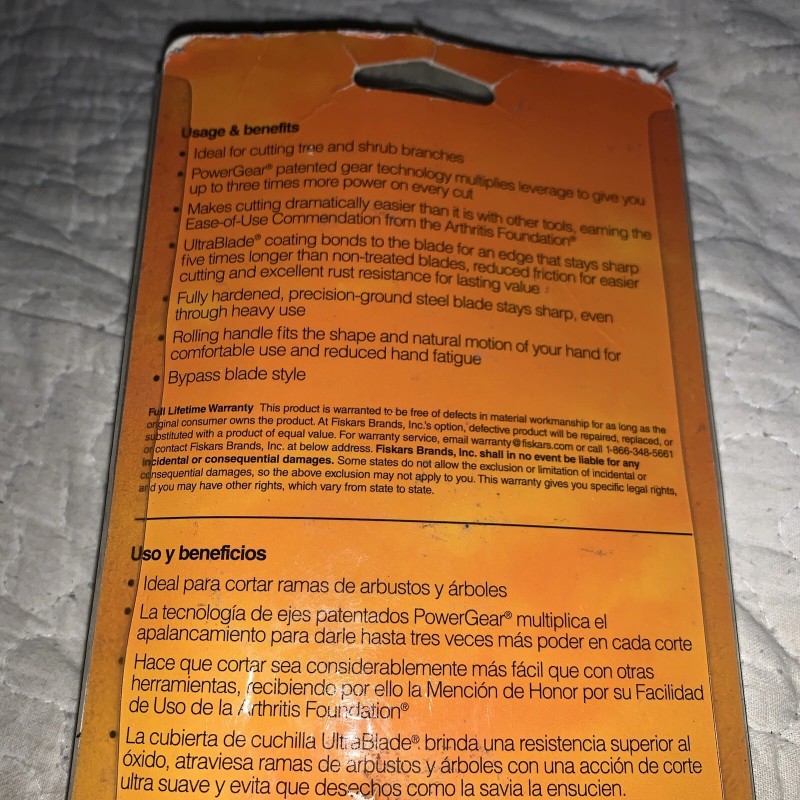 Usage & benefits
• Ideal for cutting tree and shrub branches
• PowerGear® patented gear technology multiplies leverage to give you
up to three times more power on every cut
• Makes cutting dramatically easier than it is with other tools, earning the
Ease-of-Use Commendation from the Arthritis Foundation®
• UltraBlade® coating bonds to the blade for an edge that stays sharp
five times longer than non-treated blades, reduced friction for easier
cutting and excellent rust resistance for lasting value
• Fully hardened, precision-ground steel blade stays sharp, even
through heavy use
• Rolling handle fits the shape and natural motion of your hand for
comfortable use and reduced hand fatigue
• Bypass blade style
Full Lifetime Warranty This product is warranted to be free of defects in material workmanship for as long as the
original consumer owns the product. At Fiskars Brands, Inc.'s option, defective product will be repaired, replaced, or
substituted with a product of equal value. For warranty service, email warranty@fiskars.com or call 1-866-348-5661
or contact Fiskars Brands, Inc. at below address. Fiskars Brands, Inc. shall in no event be liable for any
incidental or consequential damages. Some states do not allow the exclusion or limitation of incidental or
consequential damages, so the above exclusion may not apply to you. This warranty gives you specific legal rights,
and you may have other rights, which vary from state to state.
Uso y beneficios
• Ideal para cortar ramas de arbustos y árboles
• La tecnología de ejes patentados PowerGear® multiplica el
apalancamiento para darle hasta tres veces más poder en cada corte
• Hace que cortar sea considerablemente más fácil que con otras
herramientas, recibiendo por ello la Mención de Honor por su Facilidad
de Uso de la Arthritis Foundation®
• La cubierta de cuchilla UltraBlade® brinda una resistencia superior al
óxido, atraviesa ramas de arbustos y árboles con una acción de corte
ultra suave y evita que desechos como la savia la ensucien.